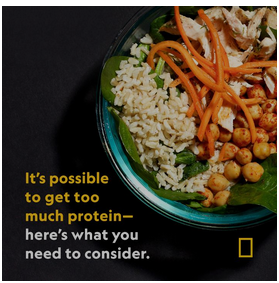 It's possible
to get too
much protein—
here's what you
need to consider.